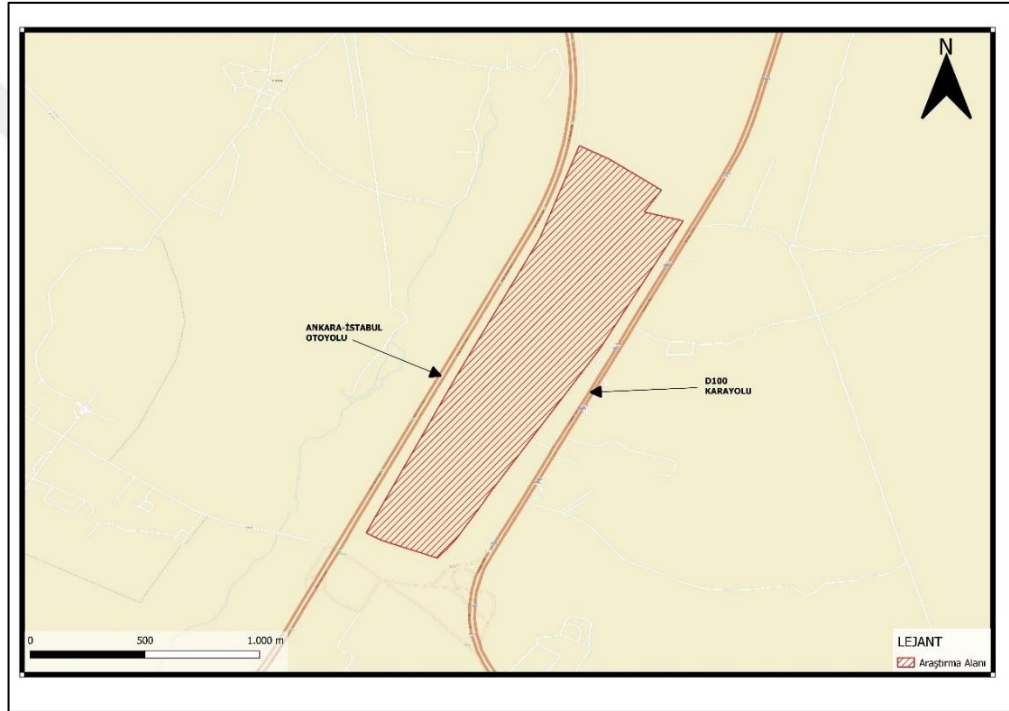 N
ANKARA-İSTABUL
OTOYOLU
D100
KARAYOLU
0 500 1.000 m
LEJANT
Araştırma Alanı